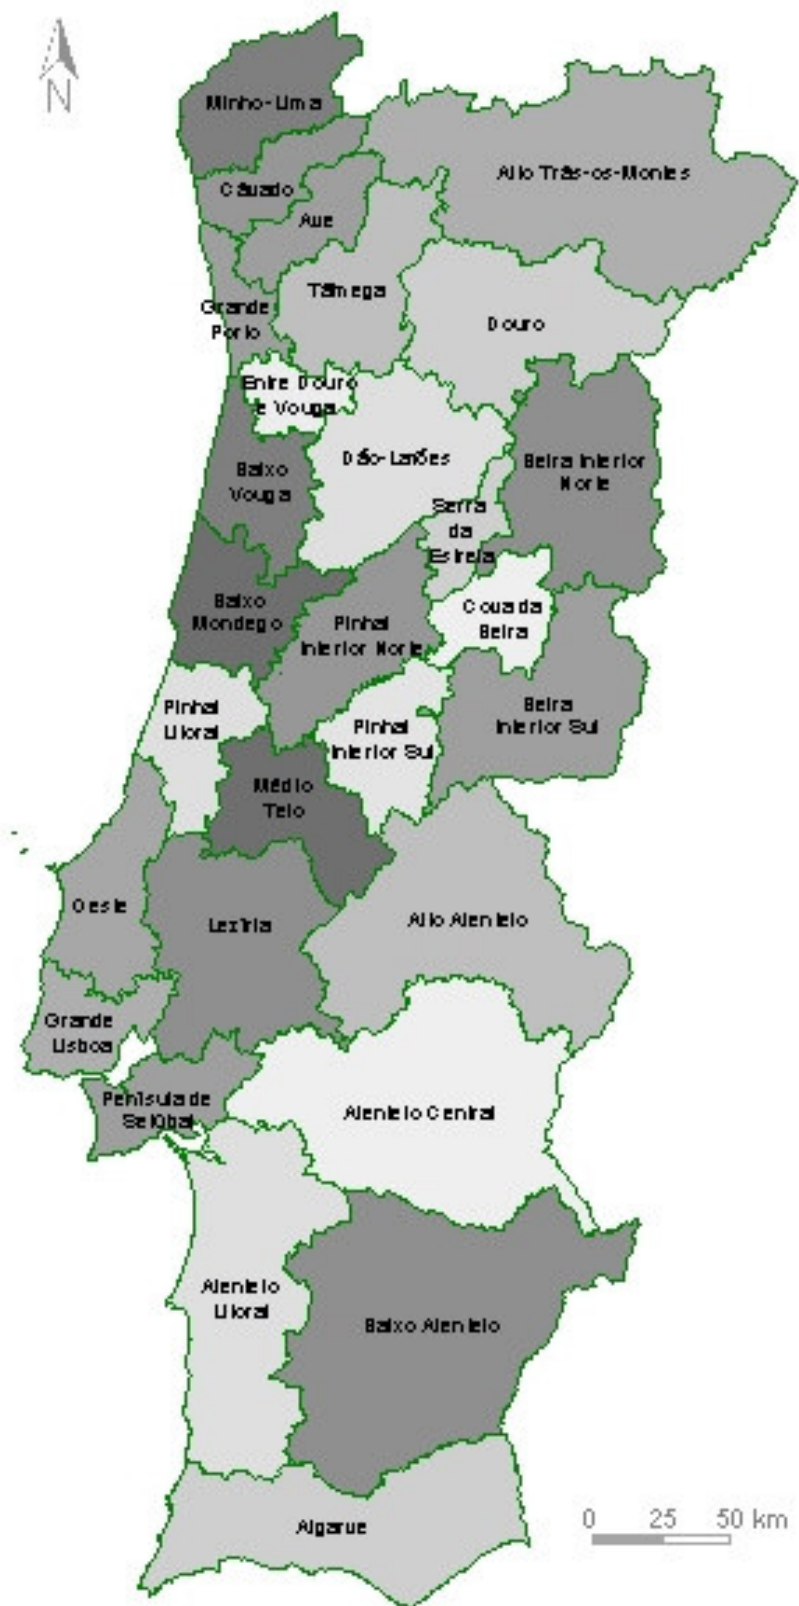 N
Minho-Lima
Cávado
Ave
Alto Trás-os-Montes
Tâmega
Grande
Porto
Douro
Entre Douro
e Vouga
Dão-Lafões
Baixo
Vouga
Beira Interior
Norte
Serra
da
Estrela
Baixo
Mondego
Pinhal
Interior Norte
Cova da
Beira
Pinhal
Litoral
Pinhal
Interior Sul
Beira
Interior Sul
Médio
Tejo
Oeste
Lezíria
Alto Alentejo
Grande
Lisboa
Penísula de
Setúbal
Alentejo Central
Alentejo
Litoral
Baixo Alentejo
Algarve
0 25 50 km